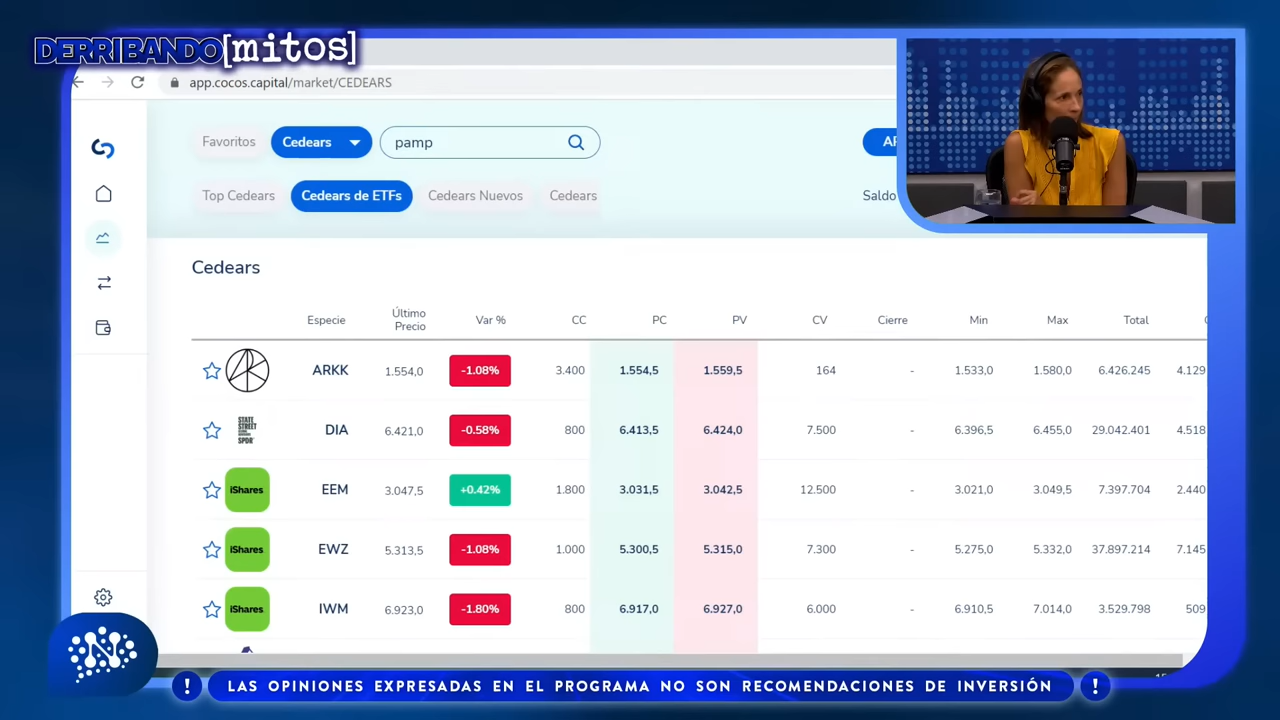 DERRIBANDO[mitos]
app.cocos.capital/market/CEDEARS
Favoritos Cedears pamp
Top Cedears Cedears de ETFs Cedears Nuevos Cedears Saldo
Cedears
Especie Último Precio Var % CC PC PV CV Cierre Min Max Total
ARKK 1.554,0 -1.08% 3.400 1.554,5 1.559,5 164 - 1.533,0 1.580,0 6.426.245 4.129
STATE STREET SPDR DIA 6.421,0 -0.58% 800 6.413,5 6.424,0 7.500 - 6.396,5 6.455,0 29.042.401 4.518
iShares EEM 3.047,5 +0.42% 1.800 3.031,5 3.042,5 12.500 - 3.021,0 3.049,5 7.397.704 2.440
iShares EWZ 5.313,5 -1.08% 1.000 5.300,5 5.315,0 7.300 - 5.275,0 5.332,0 37.897.214 7.145
iShares IWM 6.923,0 -1.80% 800 6.917,0 6.927,0 6.000 - 6.910,5 7.014,0 3.529.798 509
N
! LAS OPINIONES EXPRESADAS EN EL PROGRAMA NO SON RECOMENDACIONES DE INVERSIÓN !